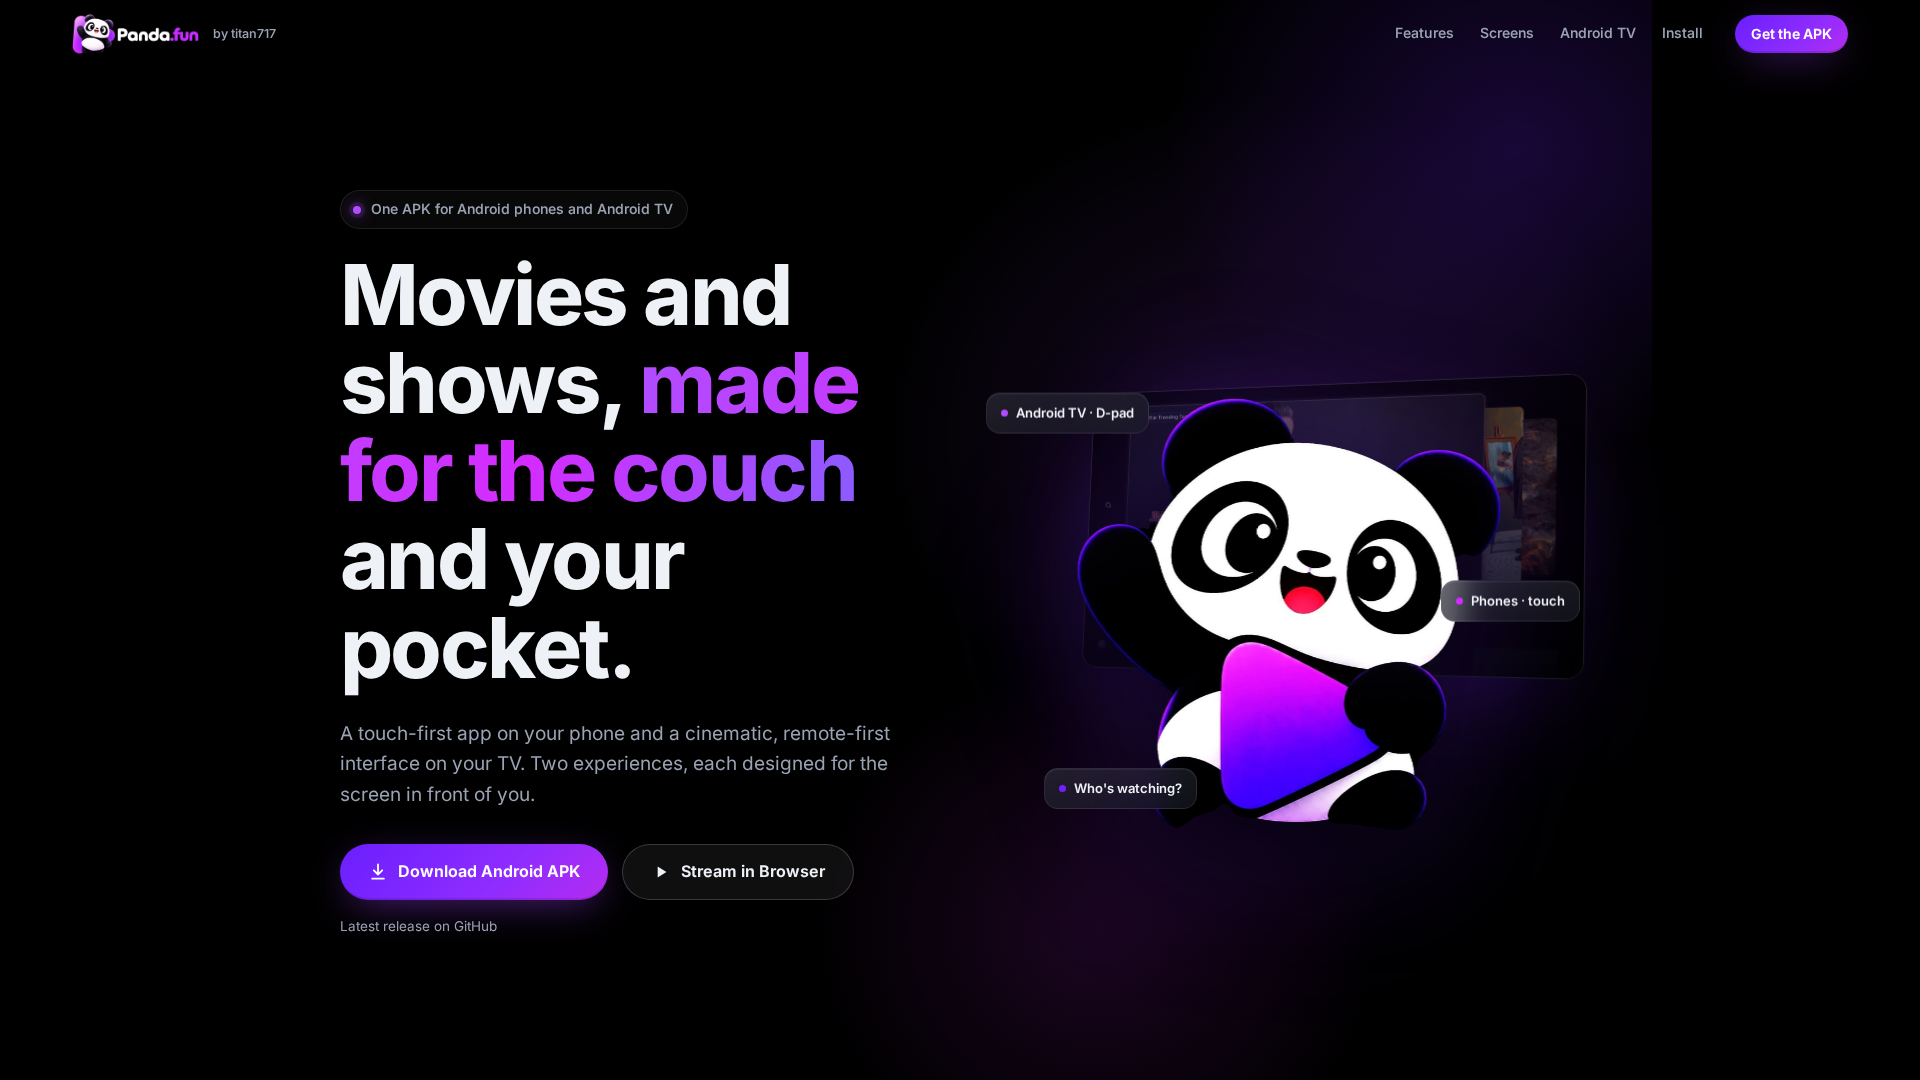 Panda.fun
by titan717
Features
Screens
Android TV
Install
Get the APK
One APK for Android phones and Android TV
Movies and
shows, made
for the couch
and your
pocket.
A touch-first app on your phone and a cinematic, remote-first
interface on your TV. Two experiences, each designed for the
screen in front of you.
Download Android APK
Stream in Browser
Latest release on GitHub
Android TV · D-pad
Phones · touch
Who's watching?